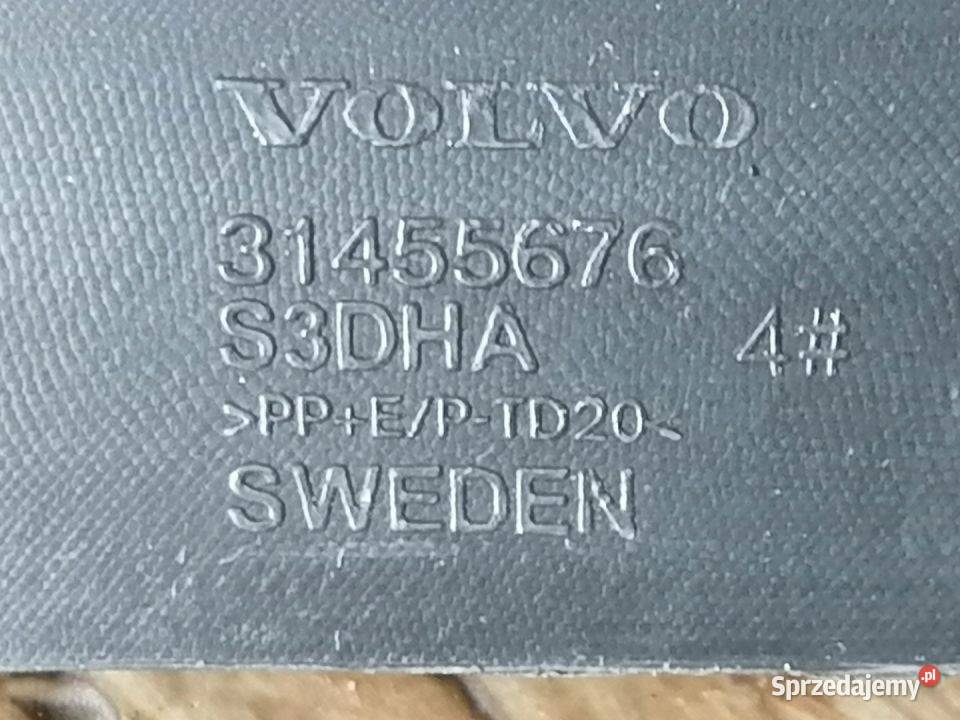 VOLVO
31455676
S3DHA 4#
>PP+E/P-TD20<
SWEDEN
Sprzedajemy.pl